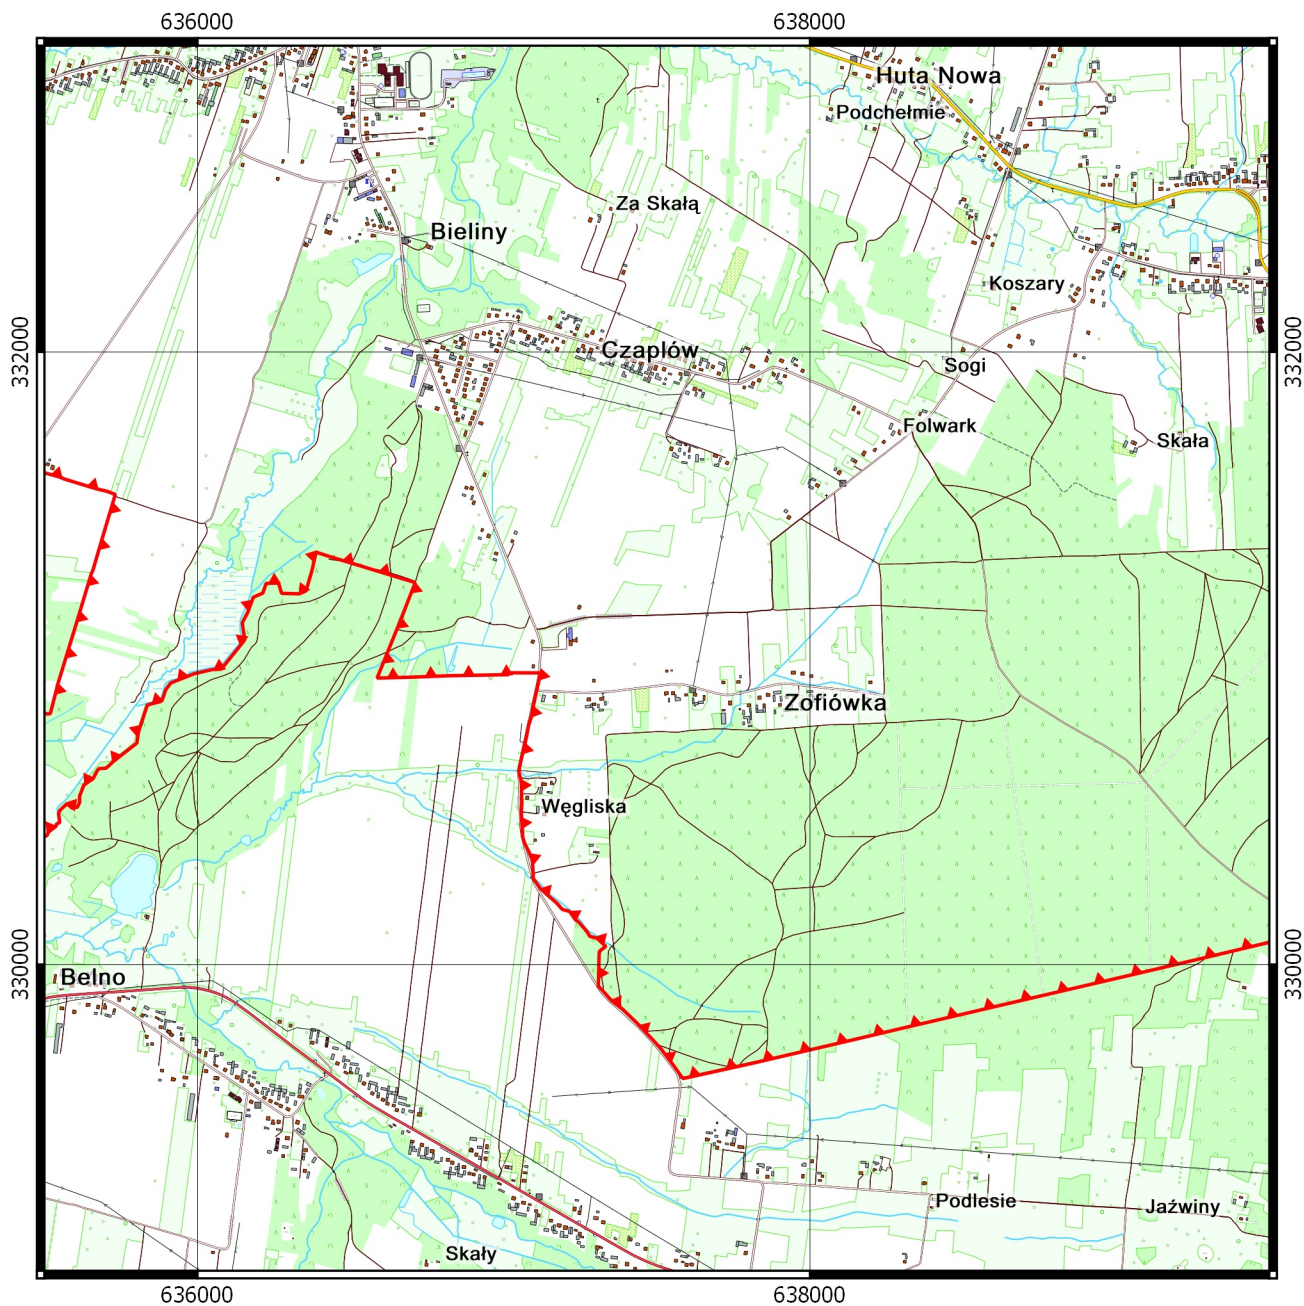 636000 638000
Huta Nowa
Podchełmie
Za Skałą
Bieliny
Koszary
332000 332000
Czaplów
Sogi
Folwark
Skała
Zofiówka
Węgliska
330000 330000
Belno
Podlesie
Jaźwiny
Skały
636000 638000